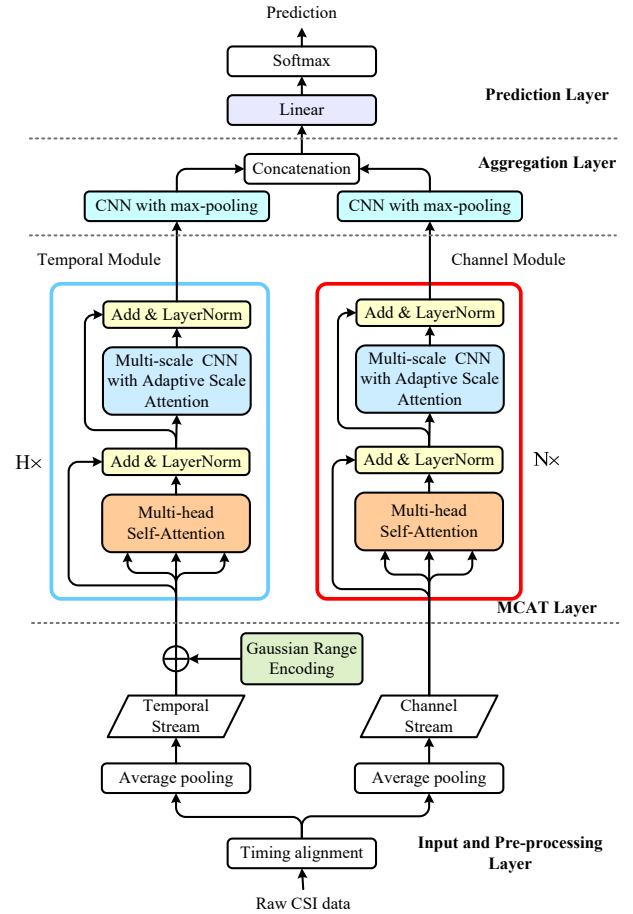 Prediction
Softmax
Linear
Prediction Layer
Concatenation
Aggregation Layer
CNN with max-pooling
CNN with max-pooling
Temporal Module
Channel Module
Add & LayerNorm
Multi-scale CNN
with Adaptive Scale
Attention
Add & LayerNorm
Multi-head
Self-Attention
H×
Add & LayerNorm
Multi-scale CNN
with Adaptive Scale
Attention
Add & LayerNorm
Multi-head
Self-Attention
N×
MCAT Layer
Gaussian Range
Encoding
Temporal
Stream
Channel
Stream
Average pooling
Average pooling
Timing alignment
Input and Pre-processing
Layer
Raw CSI data